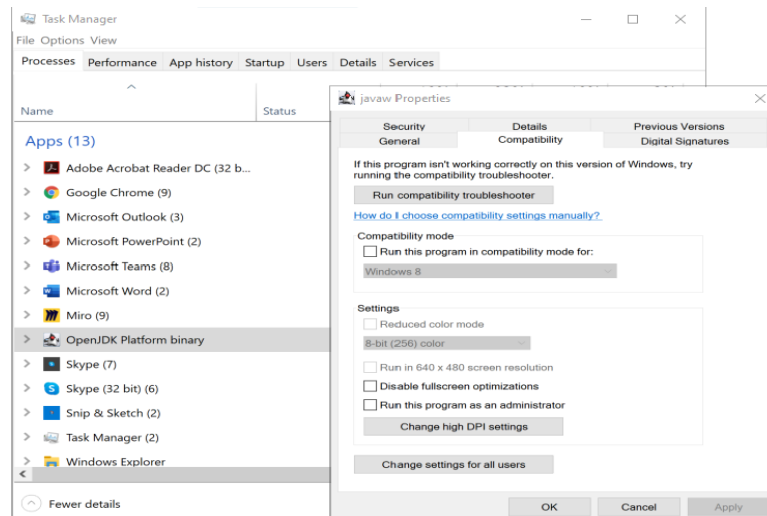 Task Manager
File Options View
Processes Performance App history Startup Users Details Services
Name Status
Apps (13)
Adobe Acrobat Reader DC (32 b...
Google Chrome (9)
Microsoft Outlook (3)
Microsoft PowerPoint (2)
Microsoft Teams (8)
Microsoft Word (2)
Miro (9)
OpenJDK Platform binary
Skype (7)
Skype (32 bit) (6)
Snip & Sketch (2)
Task Manager (2)
Windows Explorer
Fewer details
javaw Properties
Security Details Previous Versions
General Compatibility Digital Signatures
If this program isn't working correctly on this version of Windows, try
running the compatibility troubleshooter.
Run compatibility troubleshooter
How do I choose compatibility settings manually?
Compatibility mode
Run this program in compatibility mode for:
Windows 8
Settings
Reduced color mode
8-bit (256) color
Run in 640 x 480 screen resolution
Disable fullscreen optimizations
Run this program as an administrator
Change high DPI settings
Change settings for all users
OK Cancel Apply